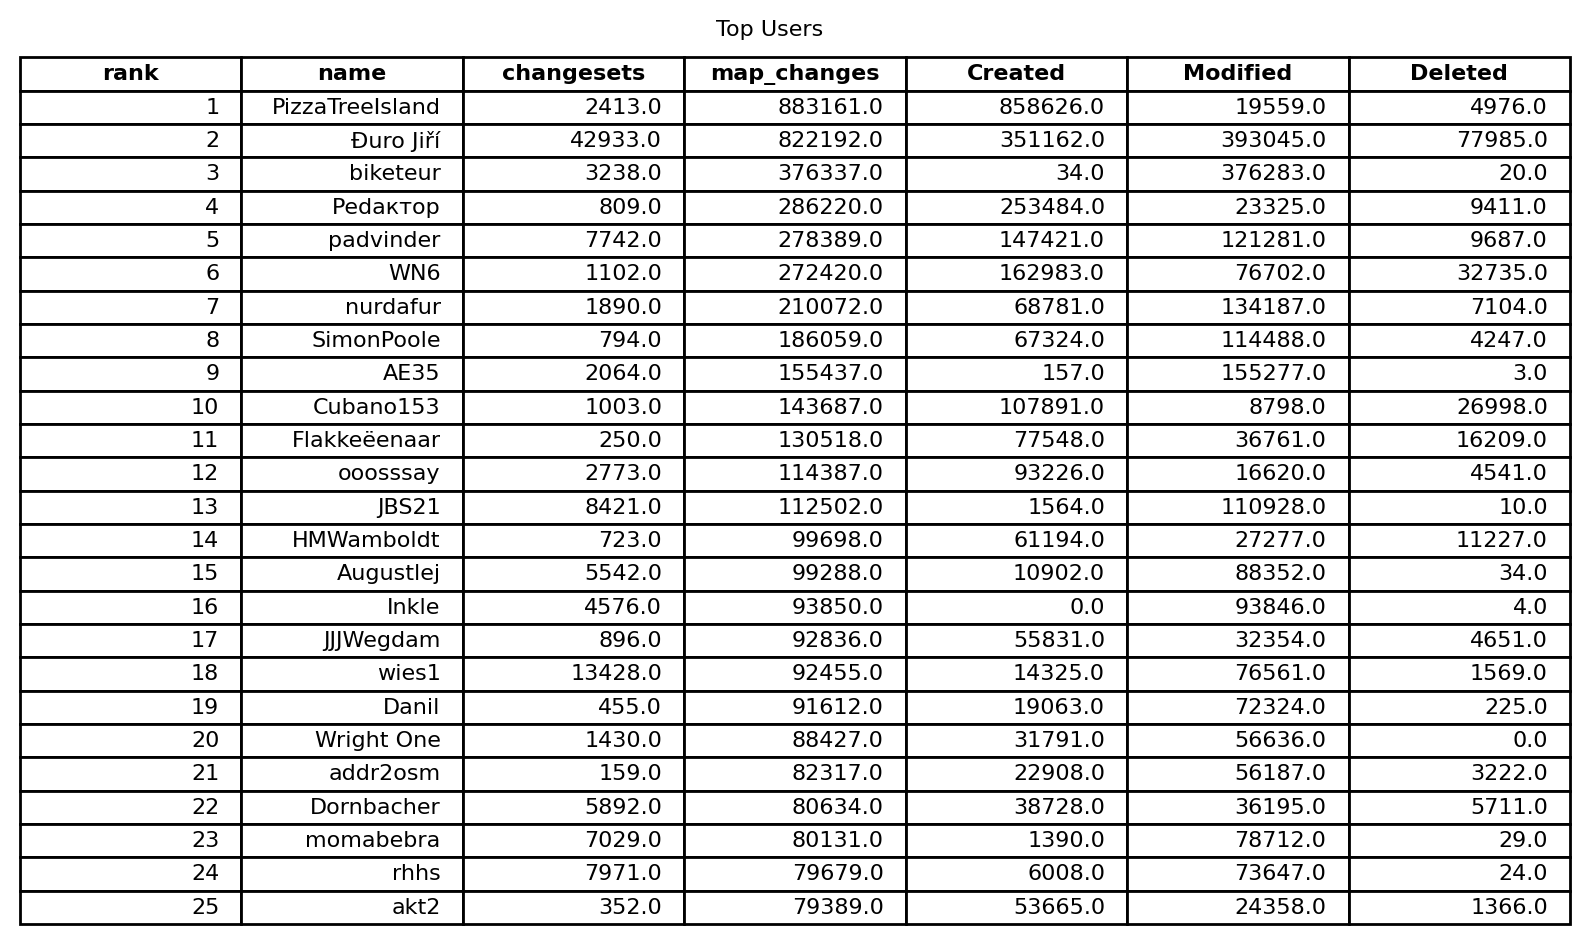 Top Users
rank name changesets map_changes Created Modified Deleted
1 PizzaTreeIsland 2413.0 883161.0 858626.0 19559.0 4976.0
2 Đuro Jiří 42933.0 822192.0 351162.0 393045.0 77985.0
3 biketeur 3238.0 376337.0 34.0 376283.0 20.0
4 Pedактор 809.0 286220.0 253484.0 23325.0 9411.0
5 padvinder 7742.0 278389.0 147421.0 121281.0 9687.0
6 WN6 1102.0 272420.0 162983.0 76702.0 32735.0
7 nurdafur 1890.0 210072.0 68781.0 134187.0 7104.0
8 SimonPoole 794.0 186059.0 67324.0 114488.0 4247.0
9 AE35 2064.0 155437.0 157.0 155277.0 3.0
10 Cubano153 1003.0 143687.0 107891.0 8798.0 26998.0
11 Flakkeëenaar 250.0 130518.0 77548.0 36761.0 16209.0
12 ooosssay 2773.0 114387.0 93226.0 16620.0 4541.0
13 JBS21 8421.0 112502.0 1564.0 110928.0 10.0
14 HMWamboldt 723.0 99698.0 61194.0 27277.0 11227.0
15 Augustlej 5542.0 99288.0 10902.0 88352.0 34.0
16 Inkle 4576.0 93850.0 0.0 93846.0 4.0
17 JJJWegdam 896.0 92836.0 55831.0 32354.0 4651.0
18 wies1 13428.0 92455.0 14325.0 76561.0 1569.0
19 Danil 455.0 91612.0 19063.0 72324.0 225.0
20 Wright One 1430.0 88427.0 31791.0 56636.0 0.0
21 addr2osm 159.0 82317.0 22908.0 56187.0 3222.0
22 Dornbacher 5892.0 80634.0 38728.0 36195.0 5711.0
23 momabebra 7029.0 80131.0 1390.0 78712.0 29.0
24 rhhs 7971.0 79679.0 6008.0 73647.0 24.0
25 akt2 352.0 79389.0 53665.0 24358.0 1366.0